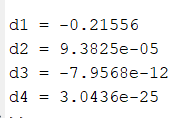 d1 = -0.21556
d2 = 9.3825e-05
d3 = -7.9568e-12
d4 = 3.0436e-25